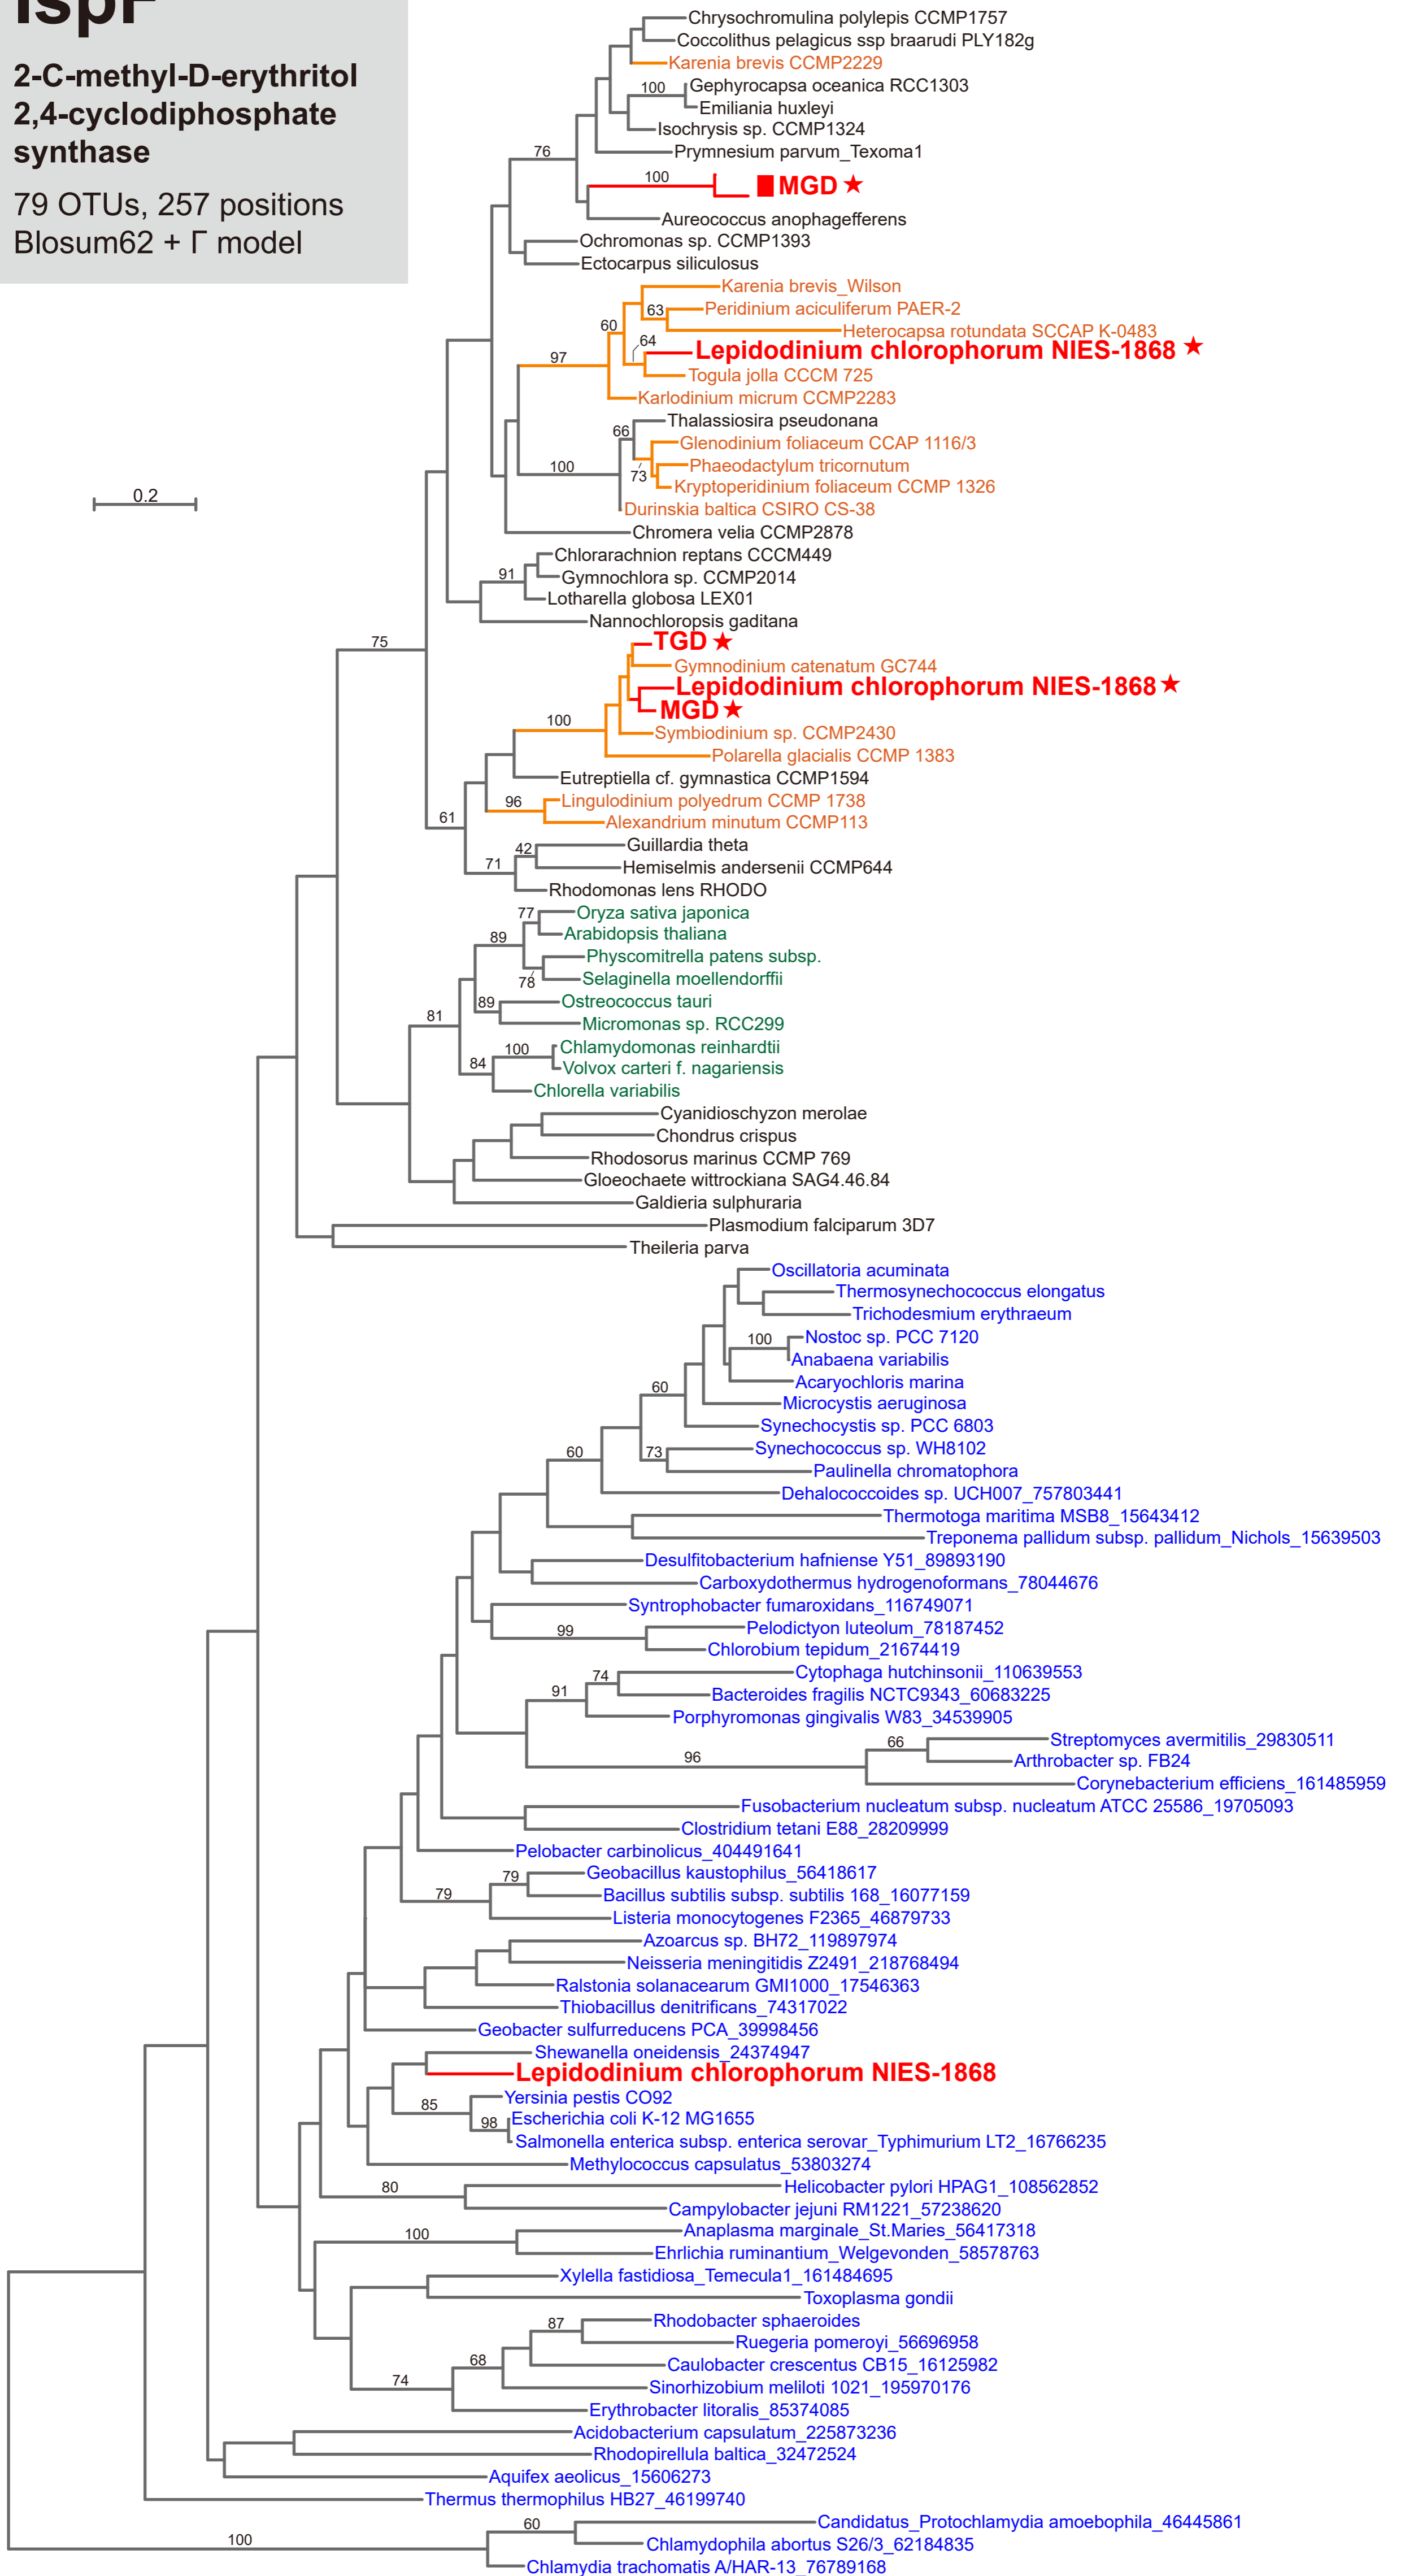 IspF
2-C-methyl-D-erythritol
2,4-cyclodiphosphate
synthase
79 OTUs, 257 positions
Blosum62 + Γ model
0.2
Chrysochromulina polylepis CCMP1757
Coccolithus pelagicus ssp braarudi PLY182g
Karenia brevis CCMP2229
100
Gephyrocapsa oceanica RCC1303
Emiliania huxleyi
Isochrysis sp. CCMP1324
76
Prymnesium parvum_Texoma1
100
MGD ★
Aureococcus anophagefferens
Ochromonas sp. CCMP1393
Ectocarpus siliculosus
Karenia brevis_Wilson
63
Peridinium aciculiferum PAER-2
60
Heterocapsa rotundata SCCAP K-0483
64
Lepidodinium chlorophorum NIES-1868 ★
97
Togula jolla CCCM 725
Karlodinium micrum CCMP2283
Thalassiosira pseudonana
66
Glenodinium foliaceum CCAP 1116/3
100
Phaeodactylum tricornutum
73
Kryptoperidinium foliaceum CCMP 1326
Durinskia baltica CSIRO CS-38
Chromera velia CCMP2878
Chlorarachnion reptans CCCM449
91
Gymnochlora sp. CCMP2014
Lotharella globosa LEX01
Nannochloropsis gaditana
75
TGD ★
Gymnodinium catenatum GC744
Lepidodinium chlorophorum NIES-1868 ★
MGD ★
100
Symbiodinium sp. CCMP2430
Polarella glacialis CCMP 1383
Eutreptiella cf. gymnastica CCMP1594
96
Lingulodinium polyedrum CCMP 1738
61
Alexandrium minutum CCMP113
42
Guillardia theta
71
Hemiselmis andersenii CCMP644
Rhodomonas lens RHODO
77
Oryza sativa japonica
89
Arabidopsis thaliana
Physcomitrella patens subsp.
78
Selaginella moellendorffii
89
Ostreococcus tauri
81
Micromonas sp. RCC299
100
Chlamydomonas reinhardtii
84
Volvox carteri f. nagariensis
Chlorella variabilis
Cyanidioschyzon merolae
Chondrus crispus
Rhodosorus marinus CCMP 769
Gloeochaete wittrockiana SAG4.46.84
Galdieria sulphuraria
Plasmodium falciparum 3D7
Theileria parva
Oscillatoria acuminata
Thermosynechococcus elongatus
Trichodesmium erythraeum
100
Nostoc sp. PCC 7120
Anabaena variabilis
60
Acaryochloris marina
Microcystis aeruginosa
Synechocystis sp. PCC 6803
60
73
Synechococcus sp. WH8102
Paulinella chromatophora
Dehalococcoides sp. UCH007_757803441
Thermotoga maritima MSB8_15643412
Treponema pallidum subsp. pallidum_Nichols_15639503
Desulfitobacterium hafniense Y51_89893190
Carboxydothermus hydrogenoformans_78044676
Syntrophobacter fumaroxidans_116749071
99
Pelodictyon luteolum_78187452
Chlorobium tepidum_21674419
74
Cytophaga hutchinsonii_110639553
91
Bacteroides fragilis NCTC9343_60683225
Porphyromonas gingivalis W83_34539905
66
Streptomyces avermitilis_29830511
96
Arthrobacter sp. FB24
Corynebacterium efficiens_161485959
Fusobacterium nucleatum subsp. nucleatum ATCC 25586_19705093
Clostridium tetani E88_28209999
Pelobacter carbinolicus_404491641
79
Geobacillus kaustophilus_56418617
79
Bacillus subtilis subsp. subtilis 168_16077159
Listeria monocytogenes F2365_46879733
Azoarcus sp. BH72_119897974
Neisseria meningitidis Z2491_218768494
Ralstonia solanacearum GMI1000_17546363
Thiobacillus denitrificans_74317022
Geobacter sulfurreducens PCA_39998456
Shewanella oneidensis_24374947
Lepidodinium chlorophorum NIES-1868
85
Yersinia pestis CO92
98
Escherichia coli K-12 MG1655
Salmonella enterica subsp. enterica serovar_Typhimurium LT2_16766235
Methylococcus capsulatus_53803274
80
Helicobacter pylori HPAG1_108562852
Campylobacter jejuni RM1221_57238620
100
Anaplasma marginale_St.Maries_56417318
Ehrlichia ruminantium_Welgevonden_58578763
Xylella fastidiosa_Temecula1_161484695
Toxoplasma gondii
87
Rhodobacter sphaeroides
Ruegeria pomeroyi_56696958
68
Caulobacter crescentus CB15_16125982
74
Sinorhizobium meliloti 1021_195970176
Erythrobacter litoralis_85374085
Acidobacterium capsulatum_225873236
Rhodopirellula baltica_32472524
Aquifex aeolicus_15606273
Thermus thermophilus HB27_46199740
60
Candidatus_Protochlamydia amoebophila_46445861
100
Chlamydophila abortus S26/3_62184835
Chlamydia trachomatis A/HAR-13_76789168